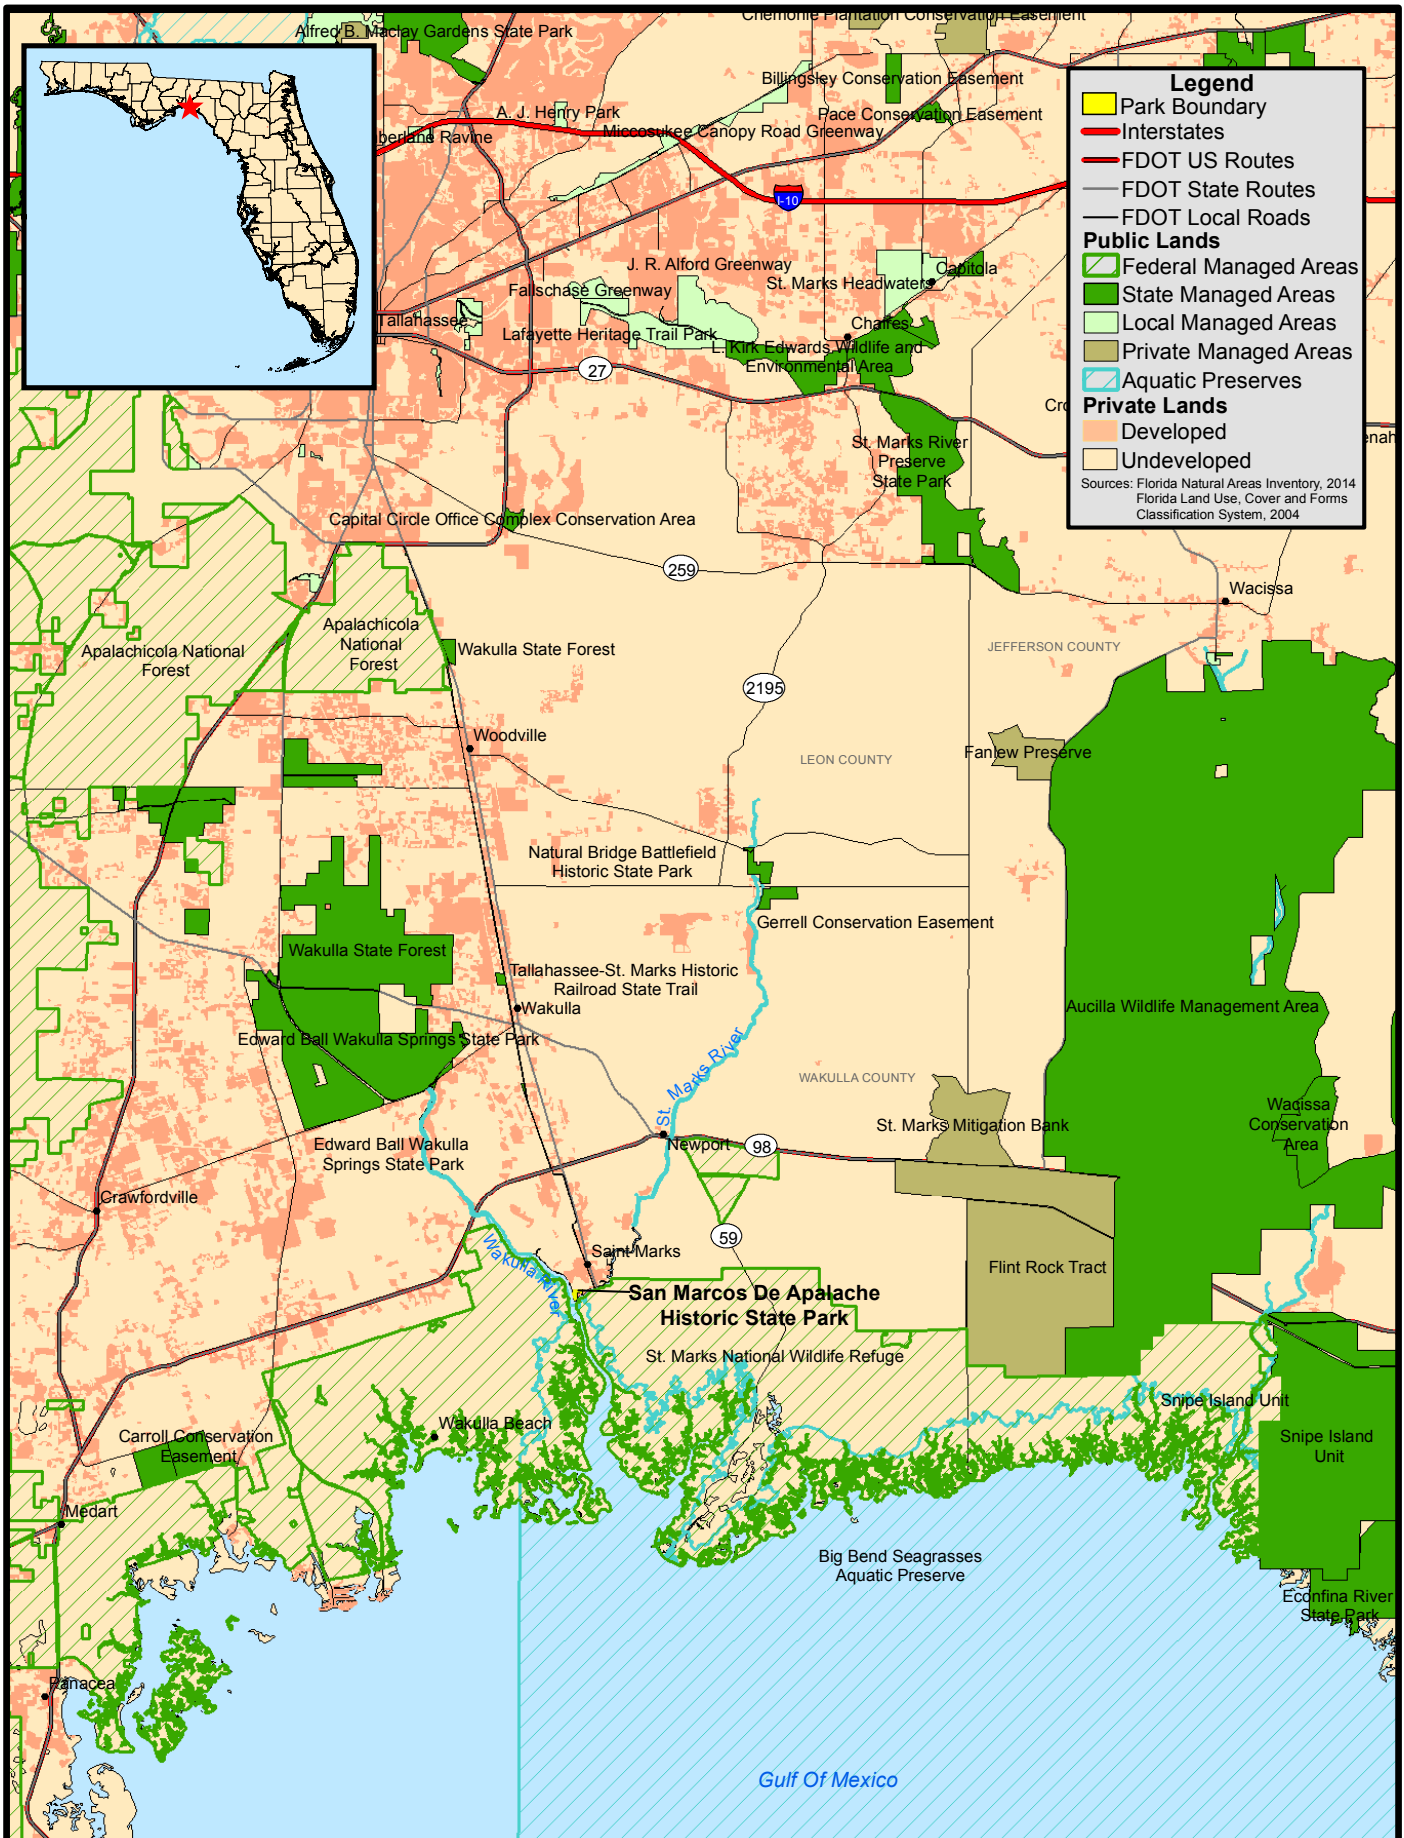 Chemonie Plantation Conservation Easement
Alfred B. Maclay Gardens State Park
Billingsley Conservation Easement
A. J. Henry Park
Pace Conservation Easement
Miccosukee Canopy Road Greenway
Ravine
I-10
Legend
Park Boundary
Interstates
FDOT US Routes
FDOT State Routes
FDOT Local Roads
Public Lands
Federal Managed Areas
State Managed Areas
Local Managed Areas
Private Managed Areas
Aquatic Preserves
Private Lands
Developed
Undeveloped
Sources: Florida Natural Areas Inventory, 2014
Florida Land Use, Cover and Forms
Classification System, 2004
J. R. Alford Greenway
Capitola
St. Marks Headwaters
Fallschase Greenway
Tallahassee
Chaires
Lafayette Heritage Trail Park
L. Kirk Edwards Wildlife and
Environmental Area
27
St. Marks River
Preserve
State Park
Capital Circle Office Complex Conservation Area
259
Wacissa
Apalachicola
National
Forest
Apalachicola National
Forest
Wakulla State Forest
JEFFERSON COUNTY
2195
Woodville
LEON COUNTY
Fanlew Preserve
Natural Bridge Battlefield
Historic State Park
Gerrell Conservation Easement
Wakulla State Forest
Tallahassee-St. Marks Historic
Railroad State Trail
Wakulla
Aucilla Wildlife Management Area
Edward Ball Wakulla Springs State Park
St. Marks River
WAKULLA COUNTY
Wacissa
Conservation
Area
St. Marks Mitigation Bank
Edward Ball Wakulla
Springs State Park
Newport
98
Crawfordville
59
Wakulla River
Saint Marks
Flint Rock Tract
San Marcos De Apalache
Historic State Park
St. Marks National Wildlife Refuge
Snipe Island Unit
Wakulla Beach
Carroll Conservation
Easement
Snipe Island
Unit
Medart
Big Bend Seagrasses
Aquatic Preserve
Econfina River
State Park
Panacea
Gulf Of Mexico